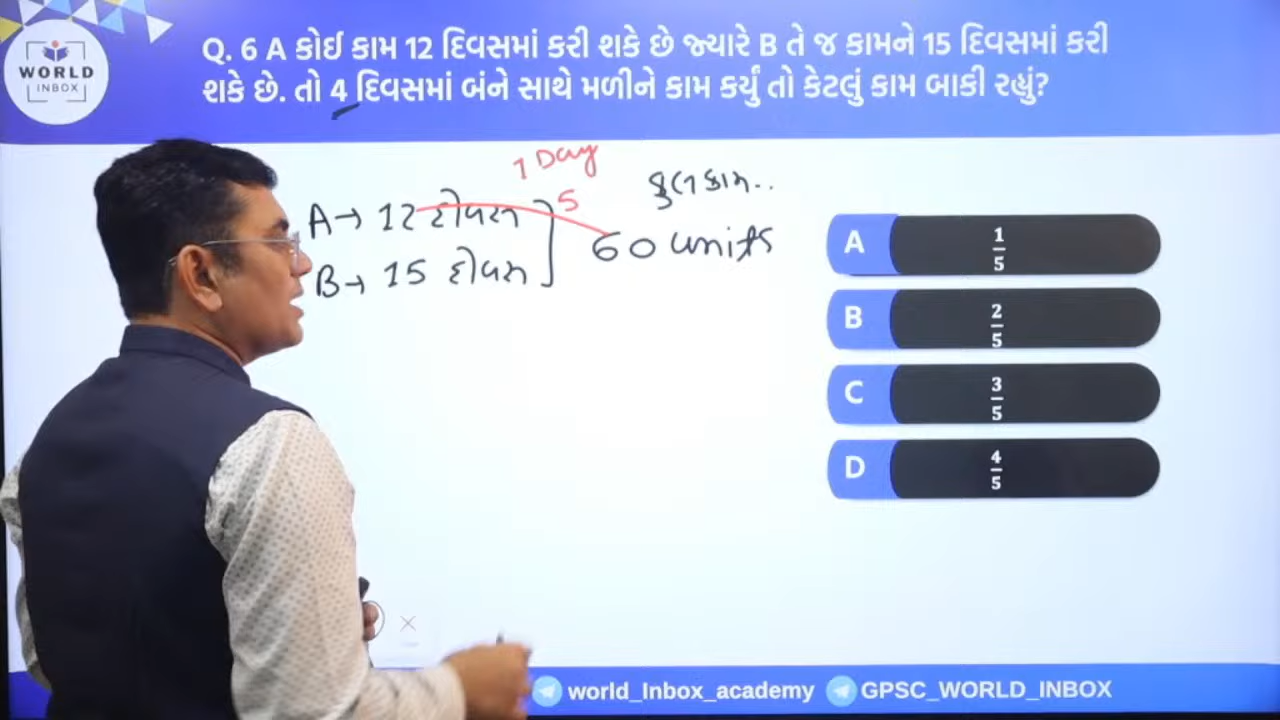 WORLD
INBOX
Q. 6 A કોઈ કામ 12 દિવસમાં કરી શકે છે જ્યારે B તે જ કામને 15 દિવસમાં કરી
શકે છે. તો 4 દિવસમાં બંને સાથે મળીને કામ કર્યું તો કેટલું કામ બાકી રહ્યું?
1 Day
કુલ કામ..
A → 12 દીવસ 5
60 units
B → 15 દીવસ
A 1/5
B 2/5
C 3/5
D 4/5
world_Inbox_academy GPSC_WORLD_INBOX